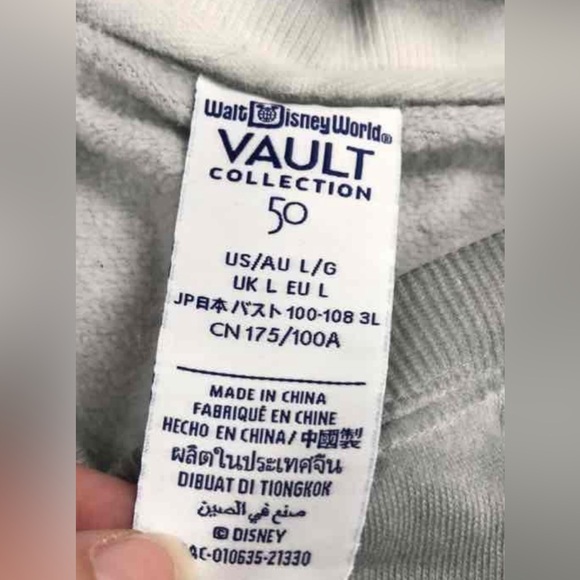 Walt Disney World®
VAULT
COLLECTION
50
US/AU L/G
UK L EU L
JP日本 バスト 100-108 3L
CN 175/100A
MADE IN CHINA
FABRIQUÉ EN CHINE
HECHO EN CHINA/ 中國製
ผลิตในประเทศจีน
DIBUAT DI TIONGKOK
صنع في الصين
© DISNEY
AC-010635-21330